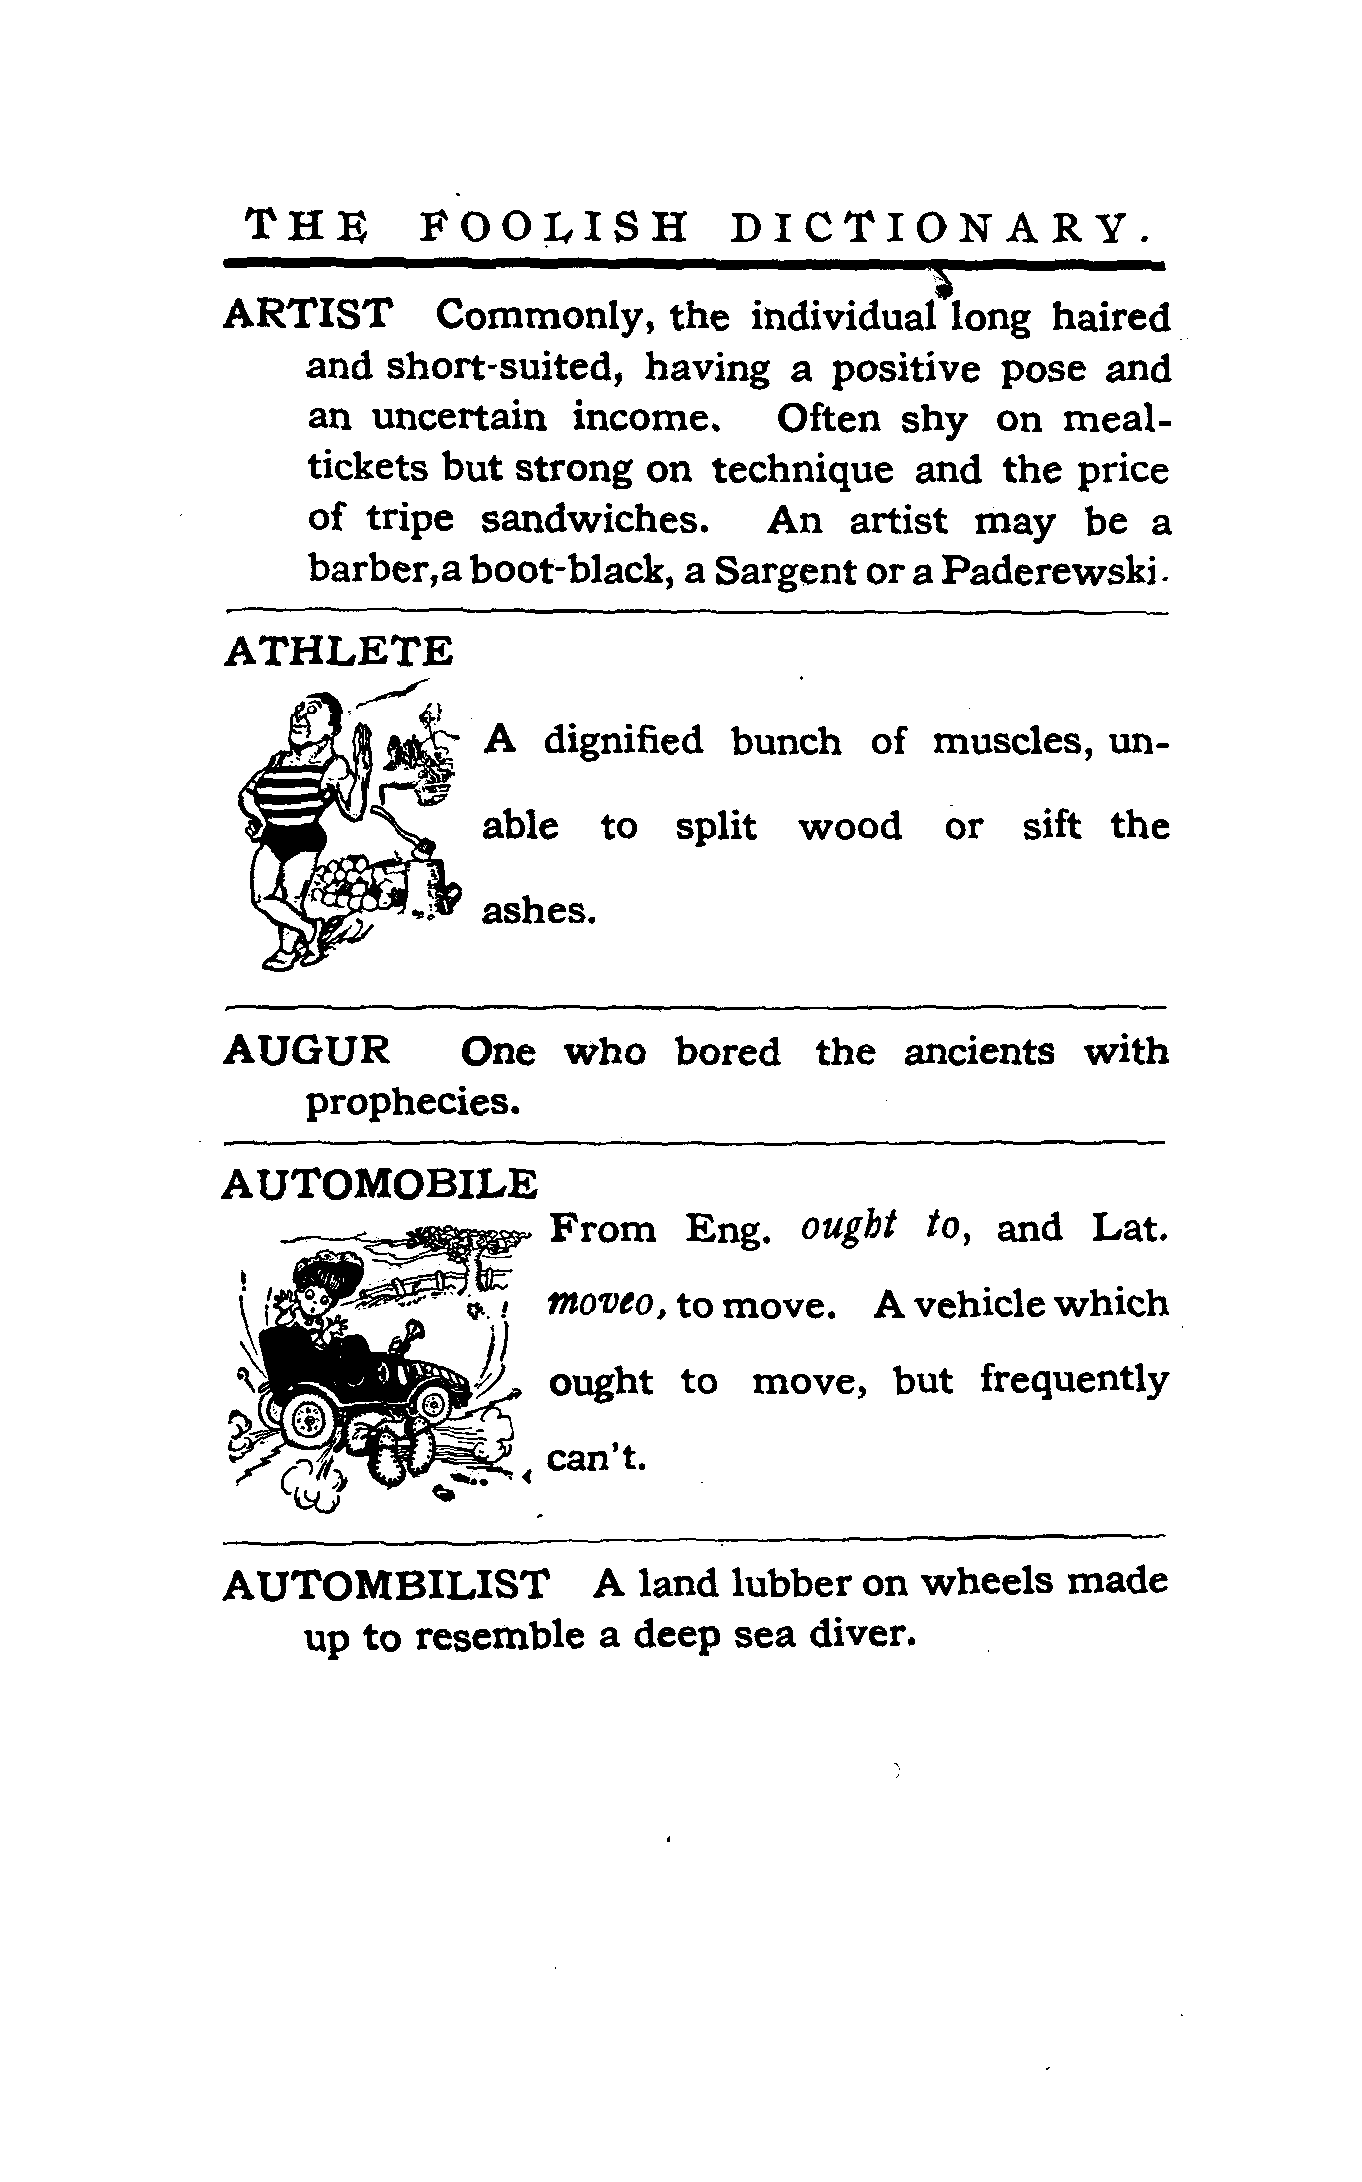 THE FOOLISH DICTIONARY.
ARTIST Commonly, the individual long haired
and short-suited, having a positive pose and
an uncertain income. Often shy on meal-
tickets but strong on technique and the price
of tripe sandwiches. An artist may be a
barber, a boot-black, a Sargent or a Paderewski.
ATHLETE
A dignified bunch of muscles, un-
able to split wood or sift the
ashes.
AUGUR One who bored the ancients with
prophecies.
AUTOMOBILE
From Eng. ought to, and Lat.
moveo, to move. A vehicle which
ought to move, but frequently
can't.
AUTOMBILIST A land lubber on wheels made
up to resemble a deep sea diver.